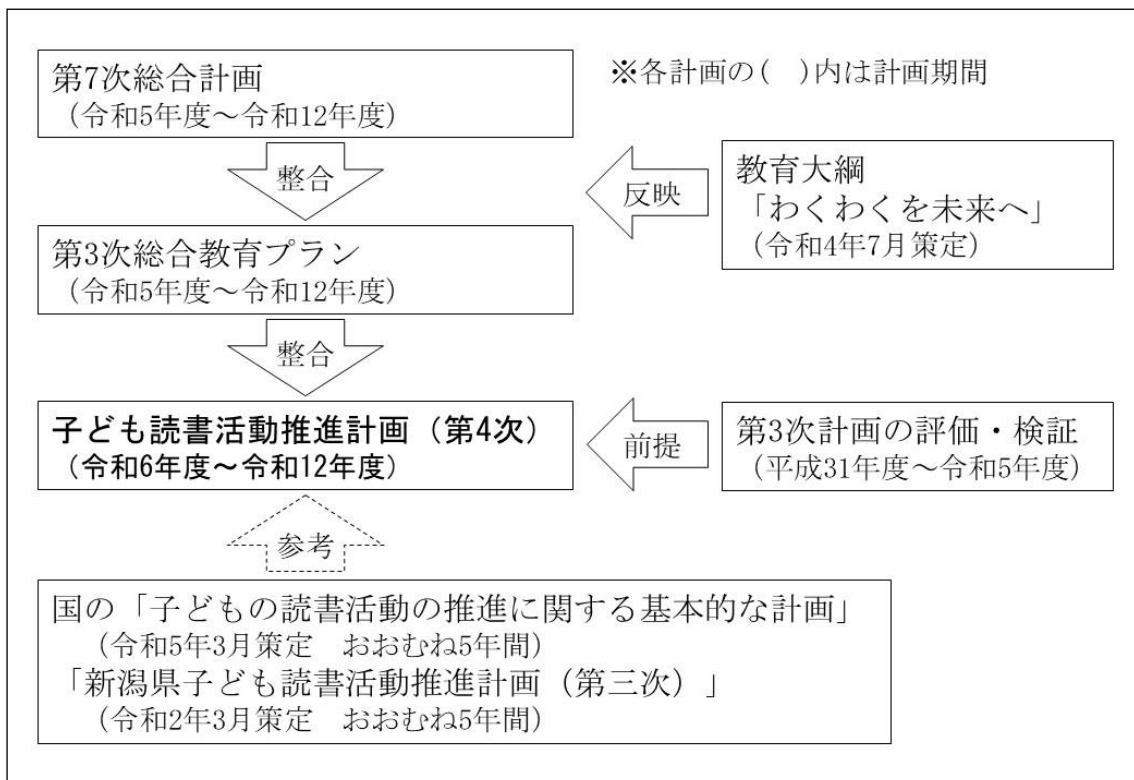 第7次総合計画
(令和5年度～令和12年度)
※各計画の(　)内は計画期間
整合
反映
教育大綱
「わくわくを未来へ」
(令和4年7月策定)
第3次総合教育プラン
(令和5年度～令和12年度)
整合
子ども読書活動推進計画（第4次）
(令和6年度～令和12年度)
前提
第3次計画の評価・検証
(平成31年度～令和5年度)
参考
国の「子どもの読書活動の推進に関する基本的な計画」
(令和5年3月策定　おおむね5年間)
「新潟県子ども読書活動推進計画（第三次）」
(令和2年3月策定　おおむね5年間)